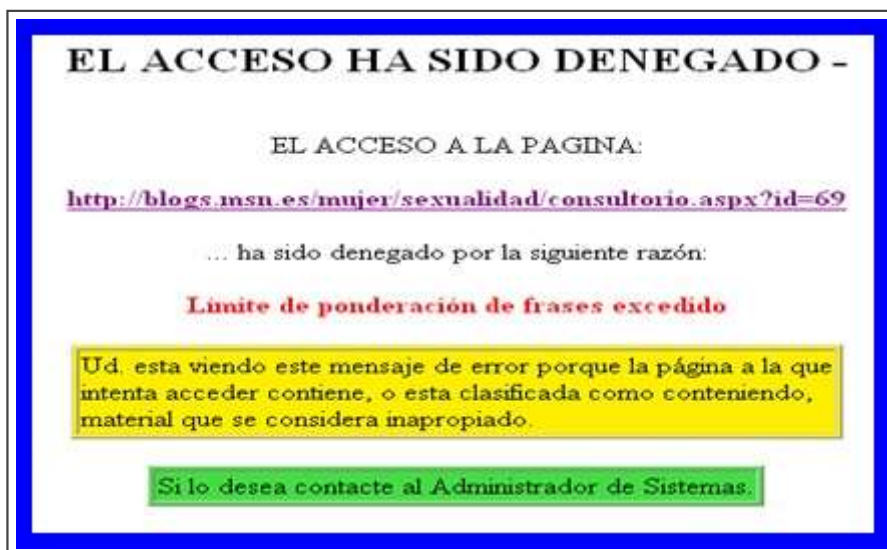 EL ACCESO HA SIDO DENEGADO -
EL ACCESO A LA PAGINA:
http://blogs.msn.es/mujer/sexualidad/consultorio.aspx?id=69
... ha sido denegado por la siguiente razón:
Límite de ponderación de frases excedido
Ud. esta viendo este mensaje de error porque la página a la que
intenta acceder contiene, o esta clasificada como conteniendo,
material que se considera inapropiado.
Si lo desea contacte al Administrador de Sistemas.